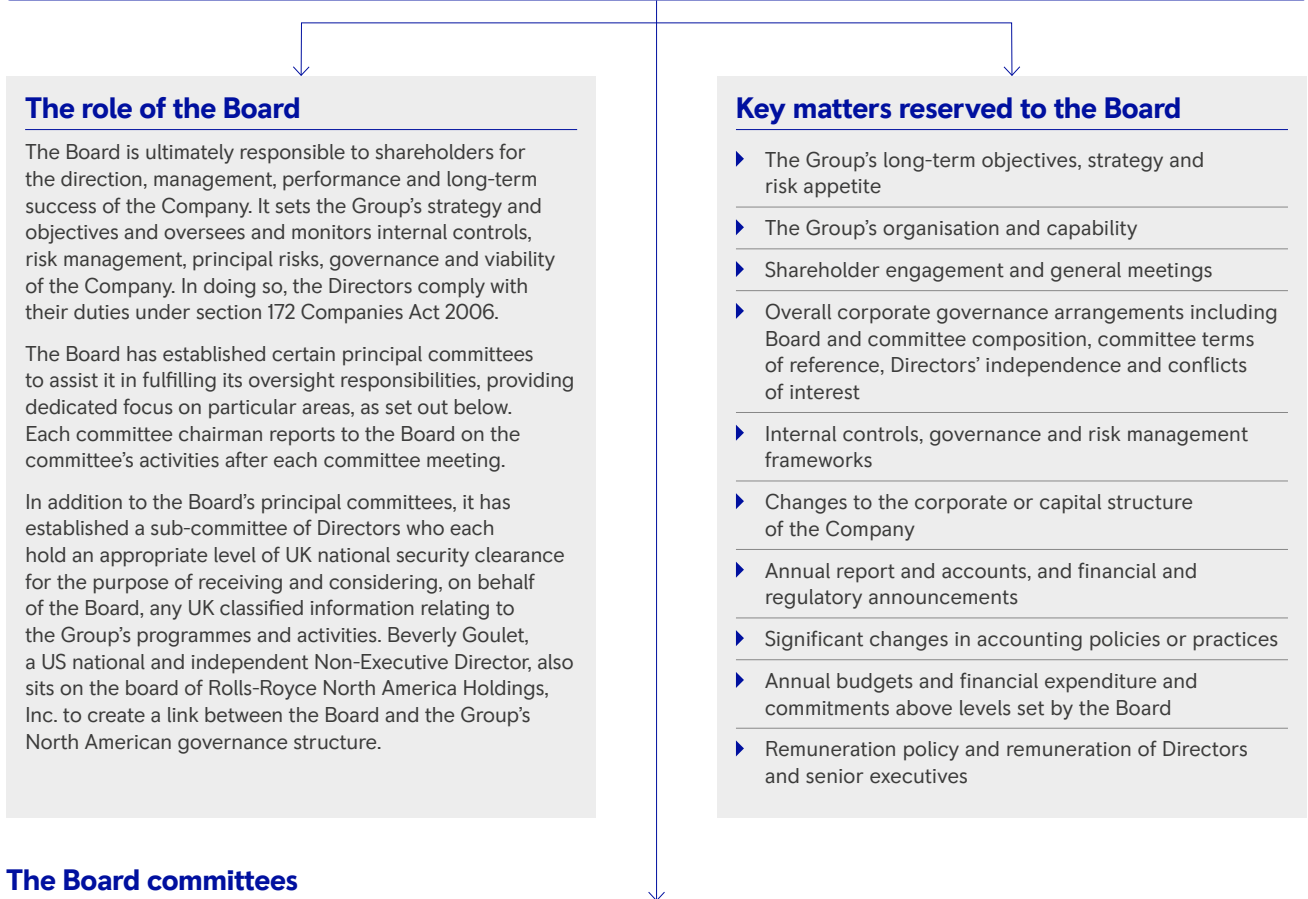 The role of the Board
The Board is ultimately responsible to shareholders for
the direction, management, performance and long-term
success of the Company. It sets the Group’s strategy and
objectives and oversees and monitors internal controls,
risk management, principal risks, governance and viability
of the Company. In doing so, the Directors comply with
their duties under section 172 Companies Act 2006.
The Board has established certain principal committees
to assist it in fulfilling its oversight responsibilities, providing
dedicated focus on particular areas, as set out below.
Each committee chairman reports to the Board on the
committee’s activities after each committee meeting.
In addition to the Board’s principal committees, it has
established a sub-committee of Directors who each
hold an appropriate level of UK national security clearance
for the purpose of receiving and considering, on behalf
of the Board, any UK classified information relating to
the Group’s programmes and activities. Beverly Goulet,
a US national and independent Non-Executive Director, also
sits on the board of Rolls-Royce North America Holdings,
Inc. to create a link between the Board and the Group’s
North American governance structure.
Key matters reserved to the Board
The Group’s long-term objectives, strategy and
risk appetite
The Group’s organisation and capability
Shareholder engagement and general meetings
Overall corporate governance arrangements including
Board and committee composition, committee terms
of reference, Directors’ independence and conflicts
of interest
Internal controls, governance and risk management
frameworks
Changes to the corporate or capital structure
of the Company
Annual report and accounts, and financial and
regulatory announcements
Significant changes in accounting policies or practices
Annual budgets and financial expenditure and
commitments above levels set by the Board
Remuneration policy and remuneration of Directors
and senior executives
The Board committees